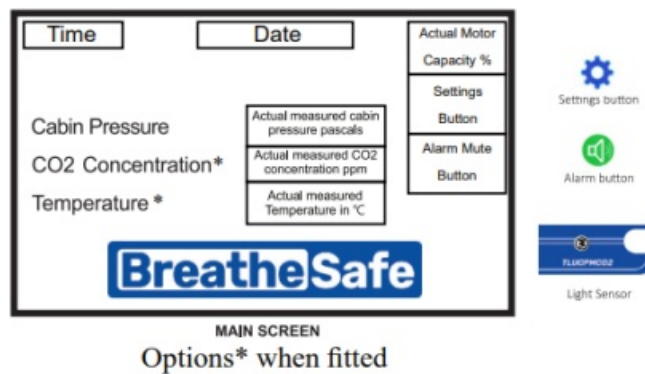 Time
Date
Actual Motor
Capacity %
Settings
Button
Alarm Mute
Button
Cabin Pressure
Actual measured cabin
pressure pascals
CO2 Concentration*
Actual measured CO2
concentration ppm
Temperature *
Actual measured
Temperature in °C
BreatheSafe
MAIN SCREEN
Options* when fitted
Settings button
Alarm button
TLUOPMCO2
Light Sensor